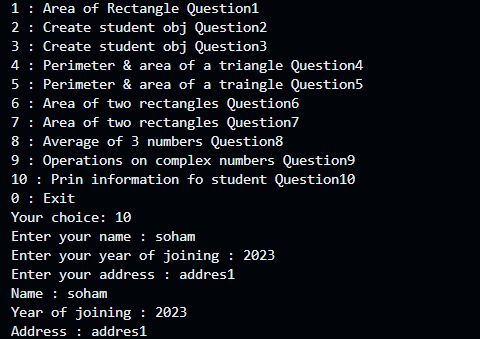 1 : Area of Rectangle Question1
2 : Create student obj Question2
3 : Create student obj Question3
4 : Perimeter & area of a triangle Question4
5 : Perimeter & area of a traingle Question5
6 : Area of two rectangles Question6
7 : Area of two rectangles Question7
8 : Average of 3 numbers Question8
9 : Operations on complex numbers Question9
10 : Prin information fo student Question10
0 : Exit
Your choice: 10
Enter your name : soham
Enter your year of joining : 2023
Enter your address : addres1
Name : soham
Year of joining : 2023
Address : addres1